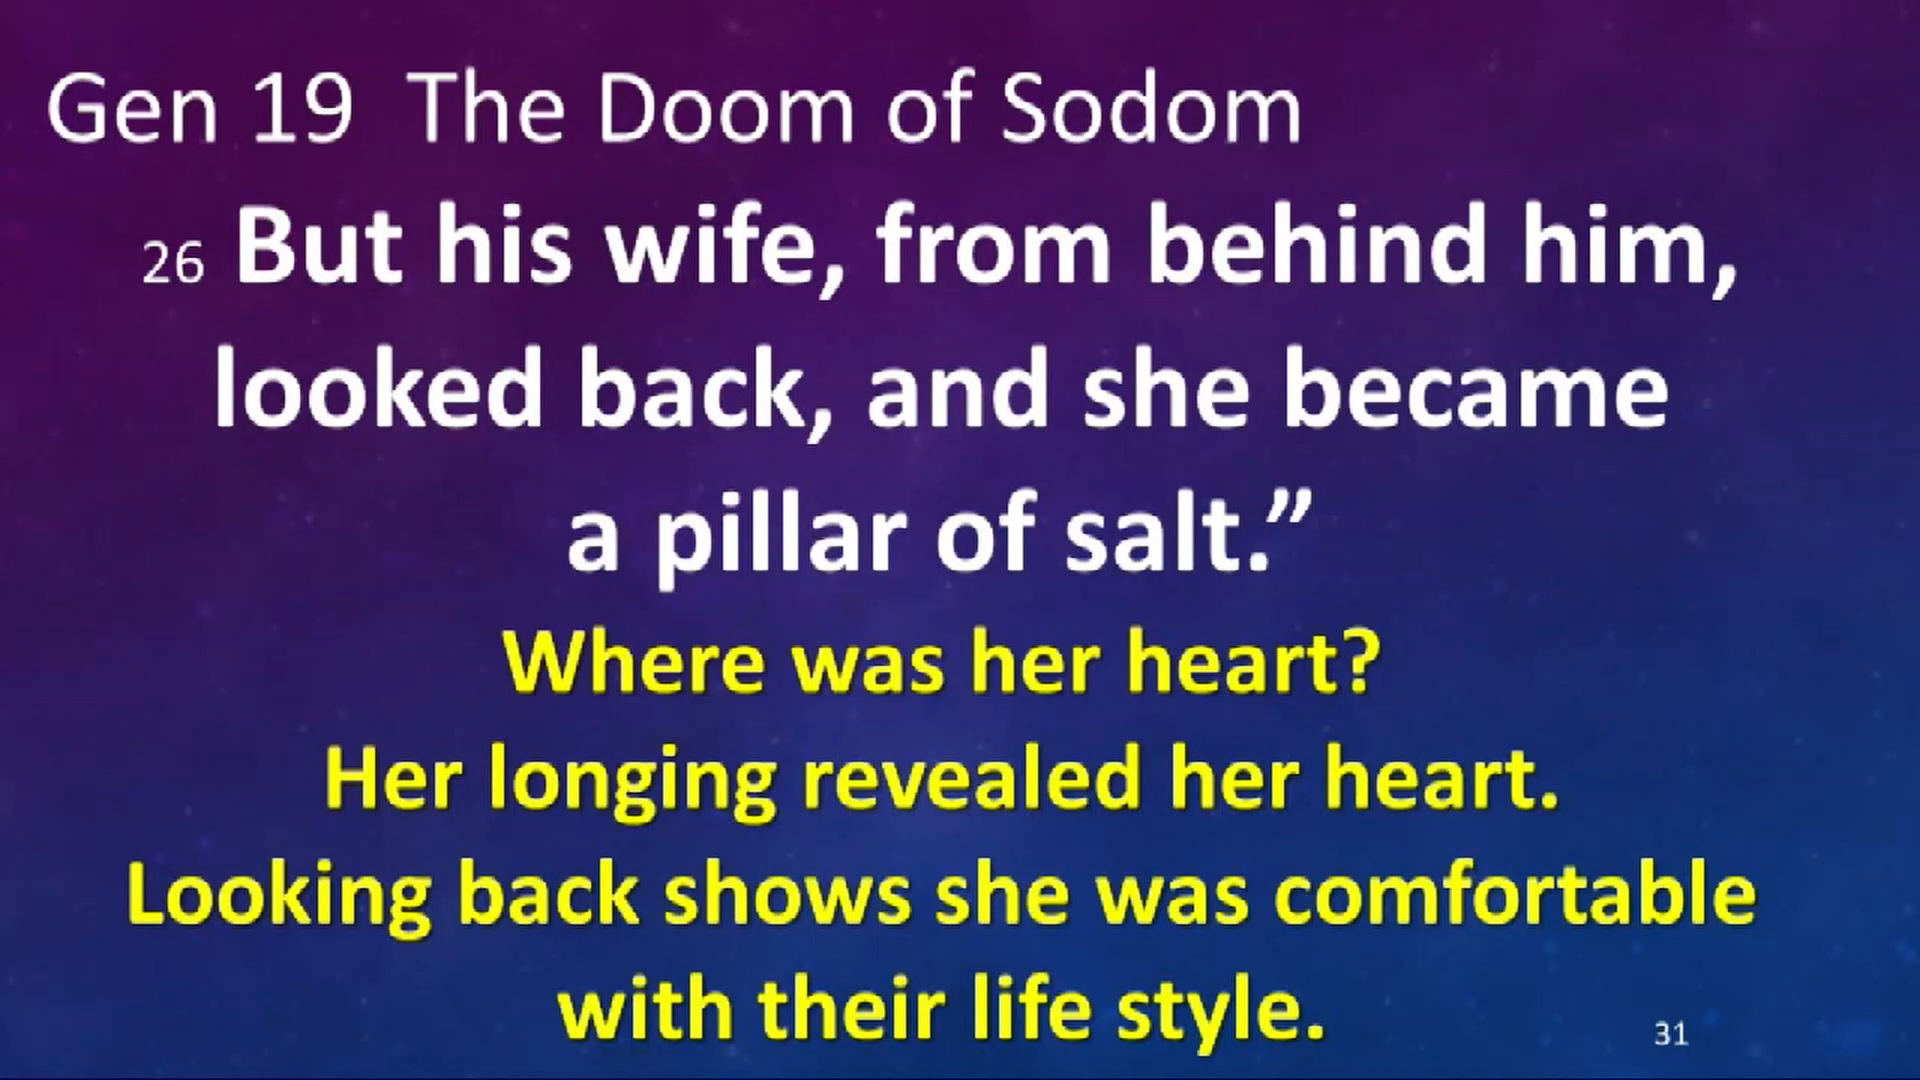 Gen 19  The Doom of Sodom
26 But his wife, from behind him,
looked back, and she became
a pillar of salt.”
Where was her heart?
Her longing revealed her heart.
Looking back shows she was comfortable
with their life style.
31